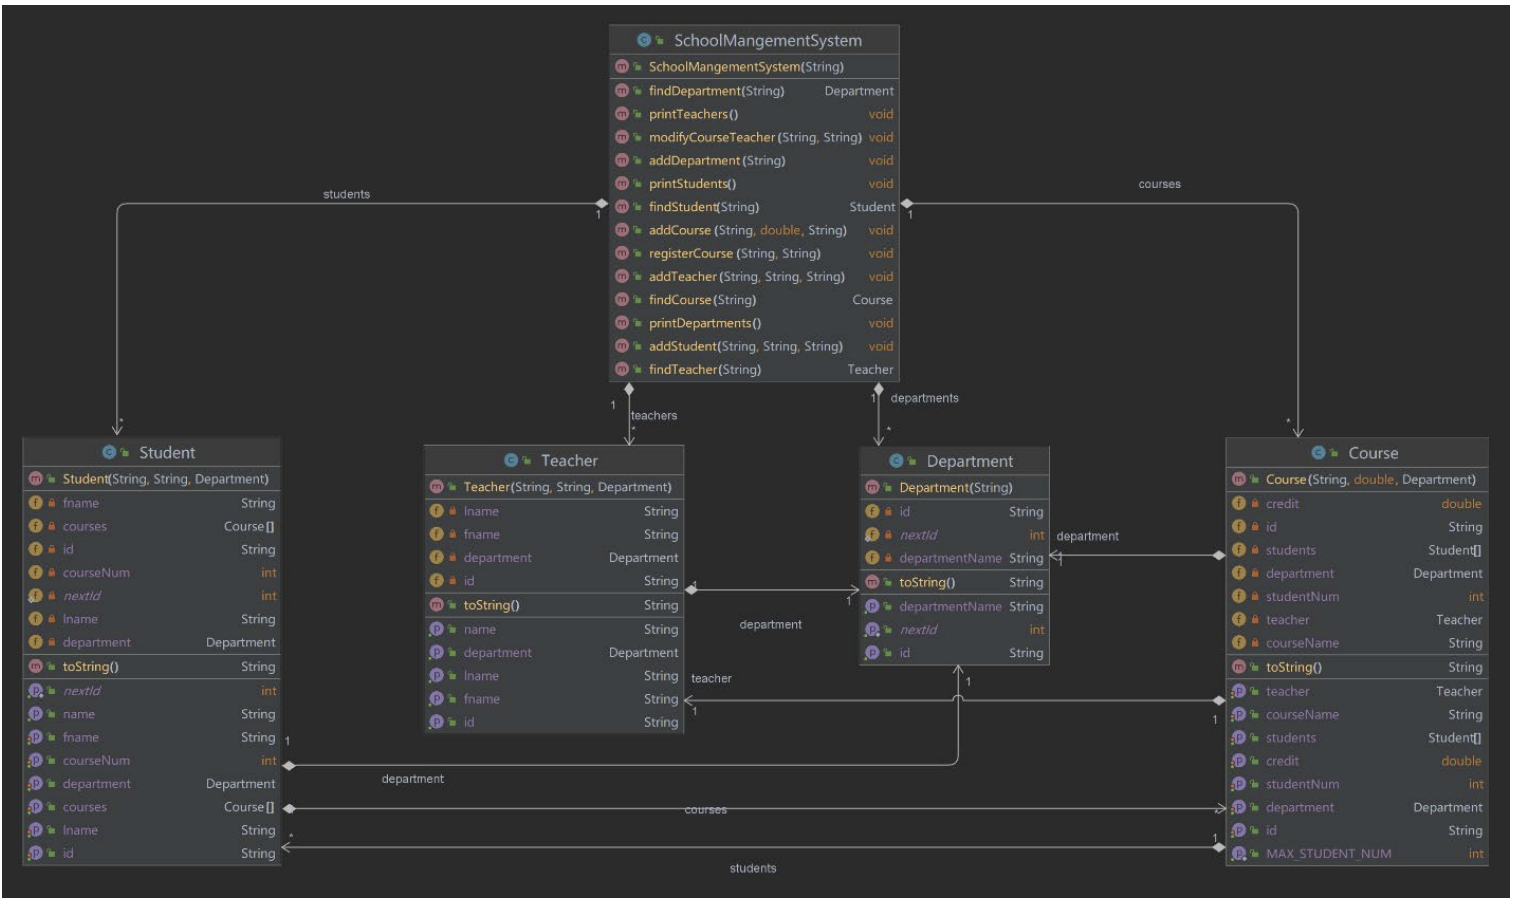 SchoolMangementSystem
SchoolMangementSystem(String)
findDepartment(String) Department
printTeachers() void
modifyCourseTeacher(String, String) void
addDepartment(String) void
printStudents() void
findStudent(String) Student
addCourse (String, double, String) void
registerCourse (String, String) void
addTeacher (String, String, String) void
findCourse(String) Course
printDepartments() void
addStudent(String, String, String) void
findTeacher(String) Teacher
students
1
*
courses
1
*
1
teachers
*
1
departments
*
Student
Student(String, String, Department)
fname String
courses Course[]
id String
courseNum int
nextId int
lname String
department Department
toString() String
nextId int
name String
fname String
courseNum int
department Department
courses Course[]
lname String
id String
Teacher
Teacher(String, String, Department)
lname String
fname String
department Department
id String
toString() String
name String
department Department
lname String
fname String
id String
Department
Department(String)
id String
nextId int
departmentName String
toString() String
departmentName String
nextId int
id String
Course
Course(String, double, Department)
credit double
id String
students Student[]
department Department
studentNum int
teacher Teacher
courseName String
toString() String
teacher Teacher
courseName String
students Student[]
credit double
studentNum int
department Department
id String
MAX_STUDENT_NUM int
department
1
1
department
1
teacher
1
1
1
department
1
courses
*
1
students
*